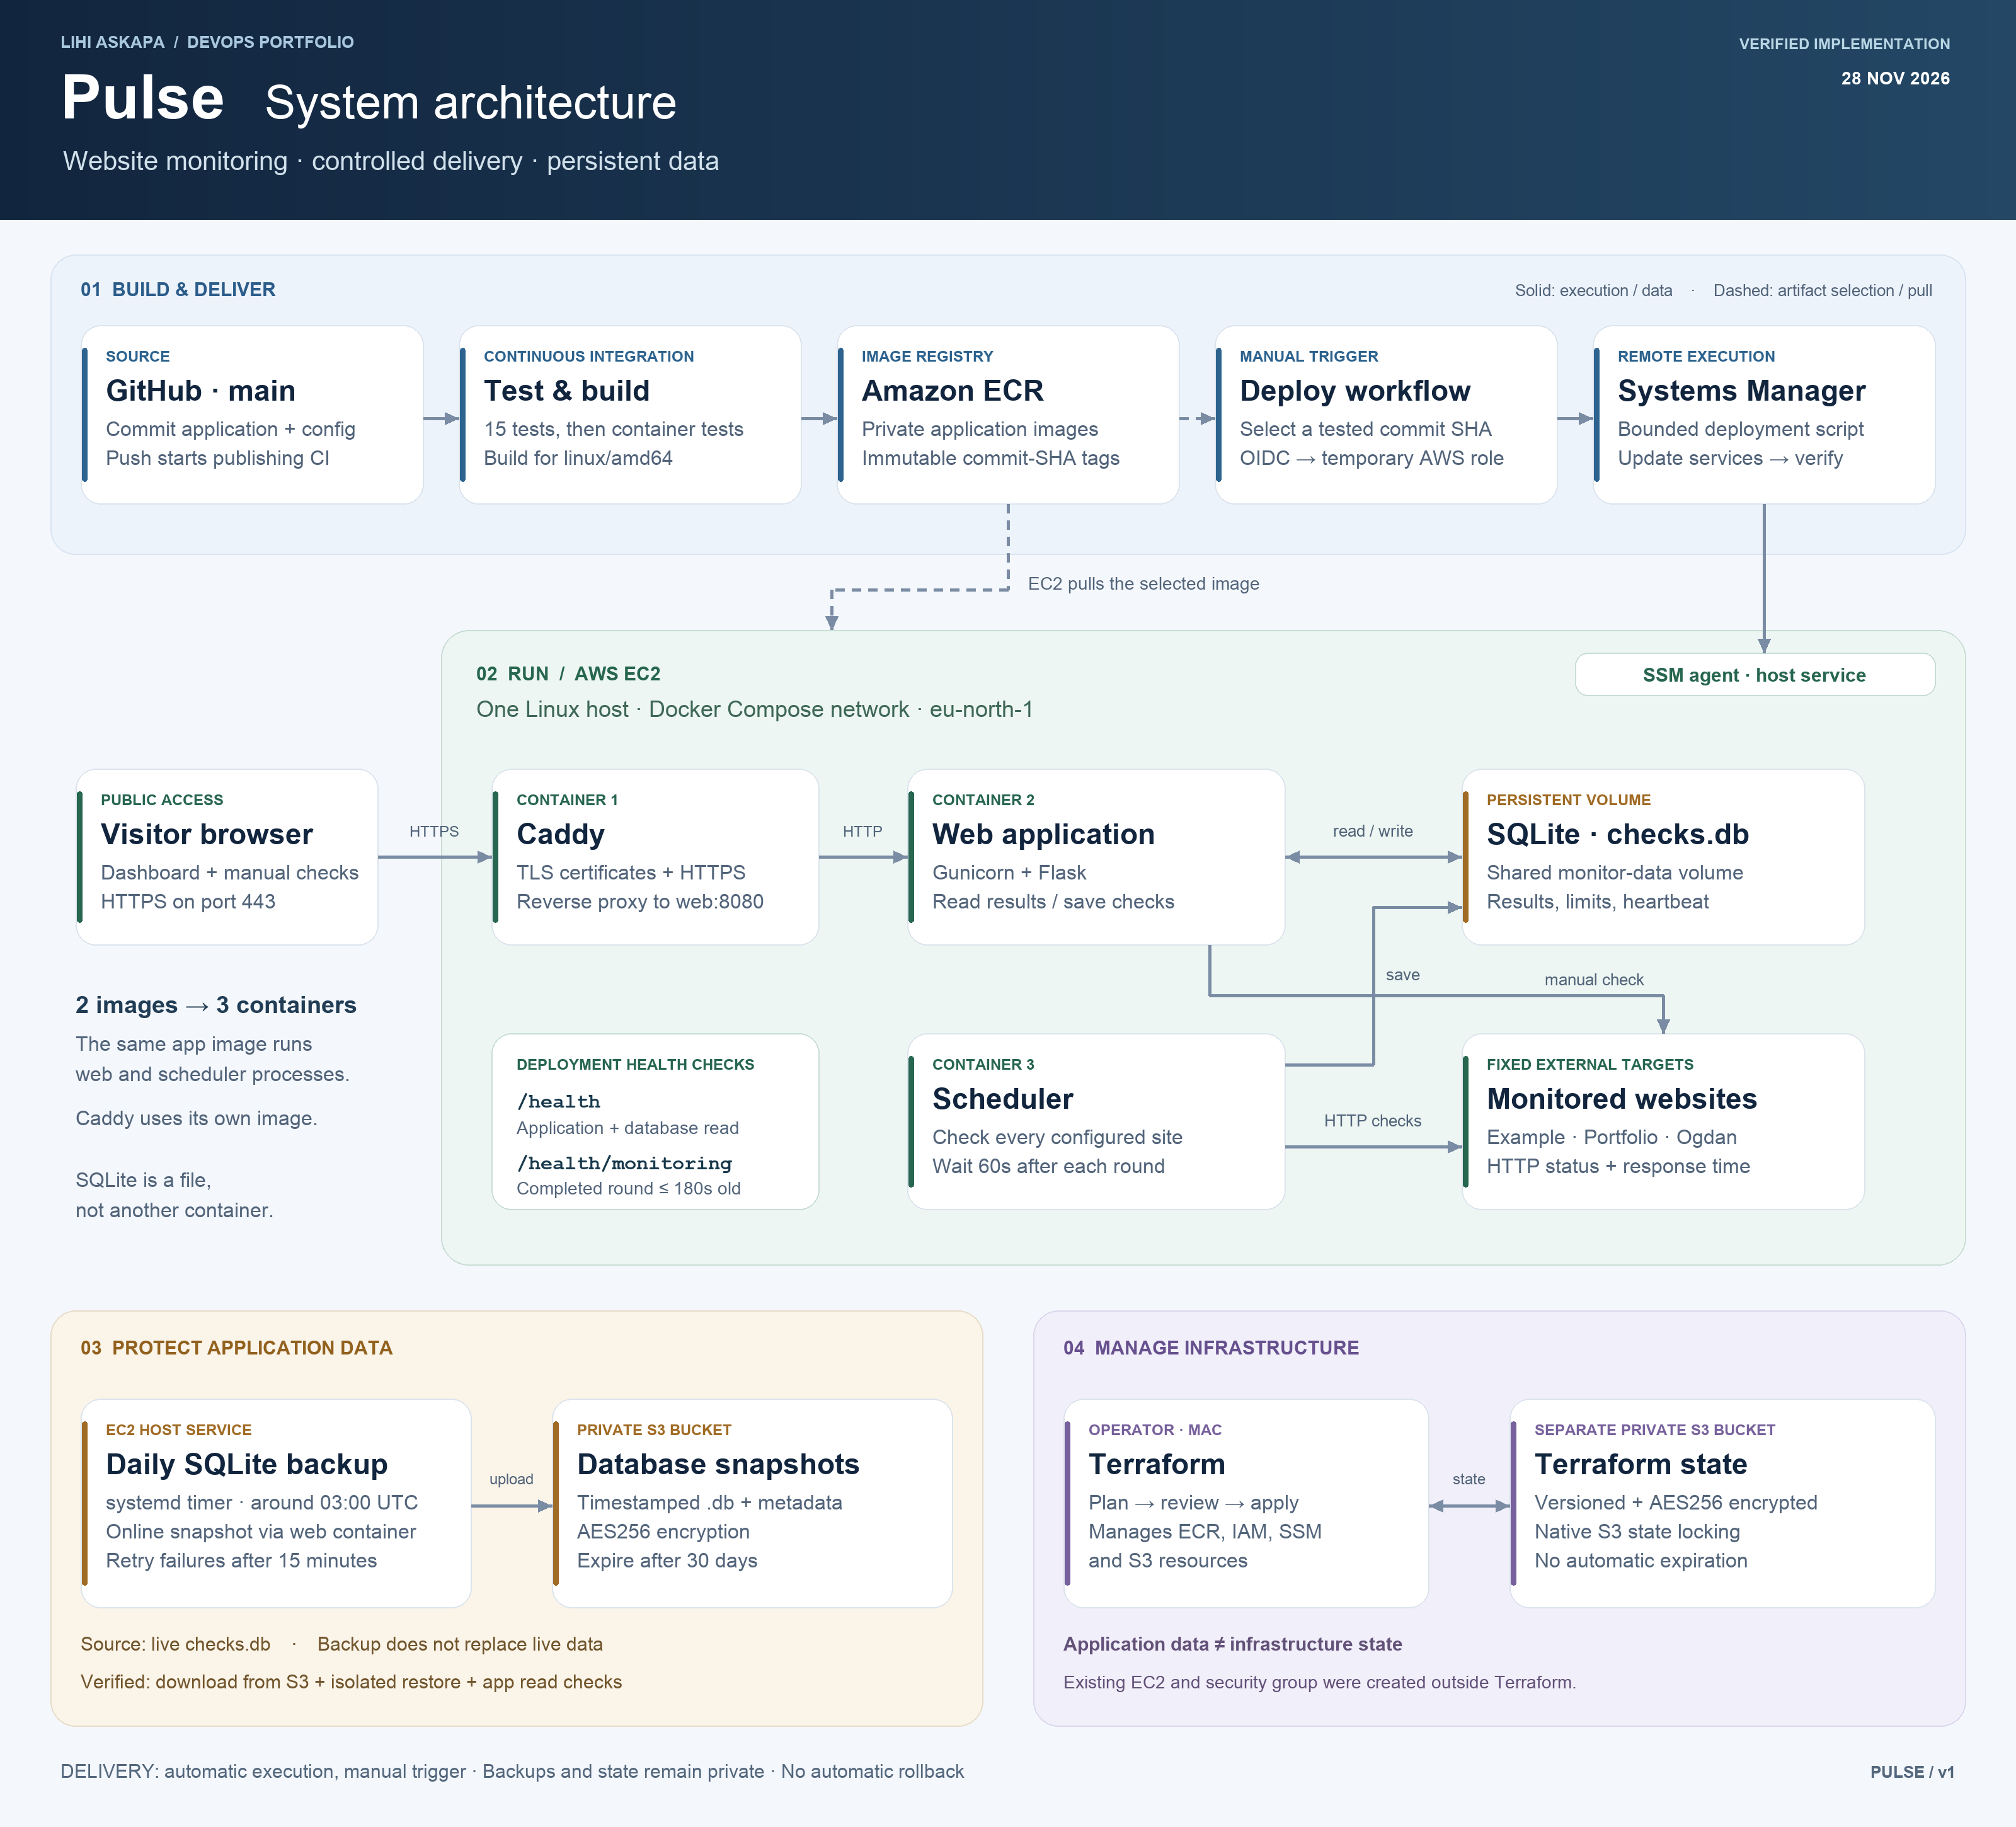 LIHI ASKAPA / DEVOPS PORTFOLIO
Pulse System architecture
Website monitoring · controlled delivery · persistent data
VERIFIED IMPLEMENTATION
28 NOV 2026
01 BUILD & DELIVER
Solid: execution / data · Dashed: artifact selection / pull
SOURCE
GitHub · main
Commit application + config
Push starts publishing CI
CONTINUOUS INTEGRATION
Test & build
15 tests, then container tests
Build for linux/amd64
IMAGE REGISTRY
Amazon ECR
Private application images
Immutable commit-SHA tags
MANUAL TRIGGER
Deploy workflow
Select a tested commit SHA
OIDC → temporary AWS role
REMOTE EXECUTION
Systems Manager
Bounded deployment script
Update services → verify
EC2 pulls the selected image
02 RUN / AWS EC2
One Linux host · Docker Compose network · eu-north-1
SSM agent · host service
PUBLIC ACCESS
Visitor browser
Dashboard + manual checks
HTTPS on port 443
HTTPS
CONTAINER 1
Caddy
TLS certificates + HTTPS
Reverse proxy to web:8080
HTTP
CONTAINER 2
Web application
Gunicorn + Flask
Read results / save checks
read / write
PERSISTENT VOLUME
SQLite · checks.db
Shared monitor-data volume
Results, limits, heartbeat
save
manual check
2 images → 3 containers
The same app image runs
web and scheduler processes.
Caddy uses its own image.
SQLite is a file,
not another container.
DEPLOYMENT HEALTH CHECKS
/health
Application + database read
/health/monitoring
Completed round ≤ 180s old
CONTAINER 3
Scheduler
Check every configured site
Wait 60s after each round
HTTP checks
FIXED EXTERNAL TARGETS
Monitored websites
Example · Portfolio · Ogdan
HTTP status + response time
03 PROTECT APPLICATION DATA
EC2 HOST SERVICE
Daily SQLite backup
systemd timer · around 03:00 UTC
Online snapshot via web container
Retry failures after 15 minutes
upload
PRIVATE S3 BUCKET
Database snapshots
Timestamped .db + metadata
AES256 encryption
Expire after 30 days
Source: live checks.db · Backup does not replace live data
Verified: download from S3 + isolated restore + app read checks
04 MANAGE INFRASTRUCTURE
OPERATOR · MAC
Terraform
Plan → review → apply
Manages ECR, IAM, SSM
and S3 resources
state
SEPARATE PRIVATE S3 BUCKET
Terraform state
Versioned + AES256 encrypted
Native S3 state locking
No automatic expiration
Application data ≠ infrastructure state
Existing EC2 and security group were created outside Terraform.
DELIVERY: automatic execution, manual trigger · Backups and state remain private · No automatic rollback
PULSE / v1